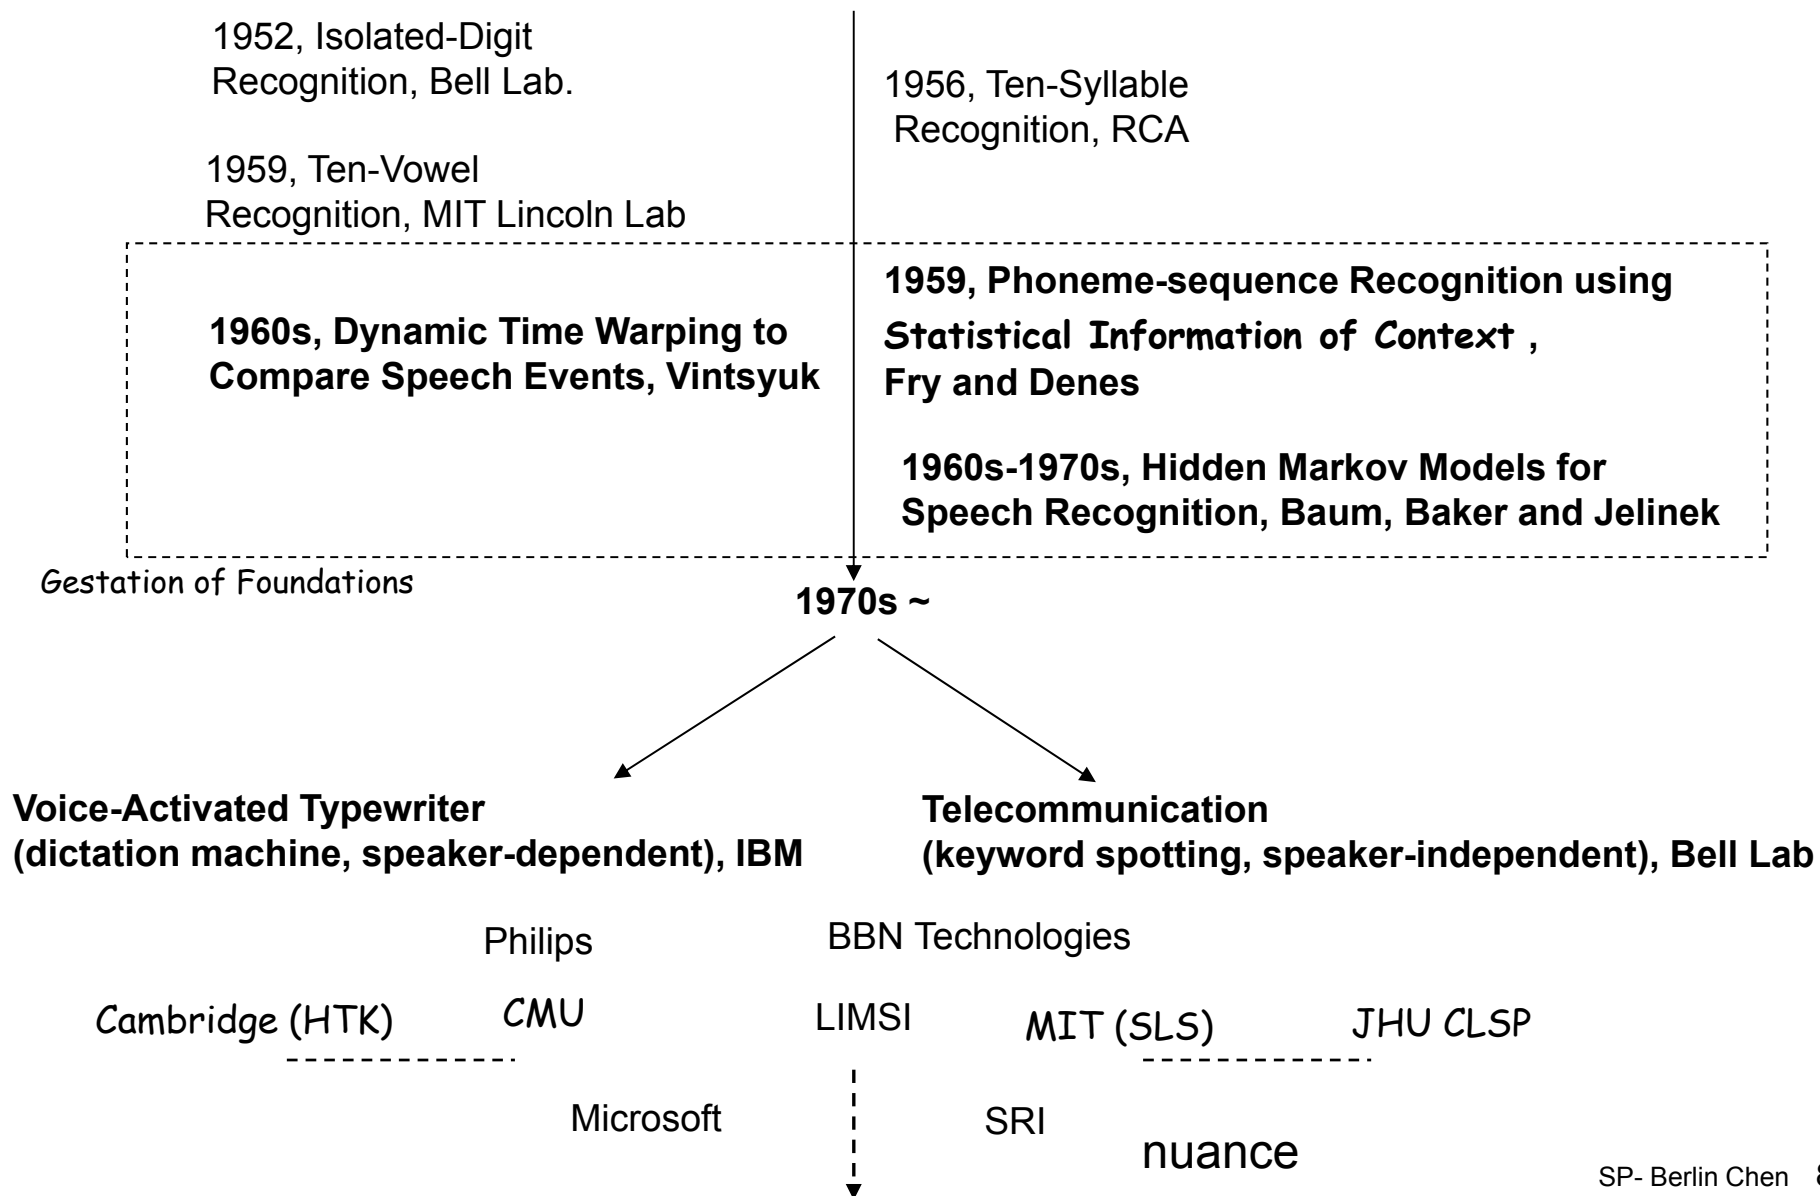 1952, Isolated-Digit
Recognition, Bell Lab.
1956, Ten-Syllable
Recognition, RCA
1959, Ten-Vowel
Recognition, MIT Lincoln Lab
1959, Phoneme-sequence Recognition using
Statistical Information of Context ,
Fry and Denes
1960s, Dynamic Time Warping to
Compare Speech Events, Vintsyuk
1960s-1970s, Hidden Markov Models for
Speech Recognition, Baum, Baker and Jelinek
Gestation of Foundations
1970s ~
Voice-Activated Typewriter
(dictation machine, speaker-dependent), IBM
Telecommunication
(keyword spotting, speaker-independent), Bell Lab
Philips
BBN Technologies
Cambridge (HTK)
CMU
LIMSI
MIT (SLS)
JHU CLSP
Microsoft
SRI
nuance
SP- Berlin Chen